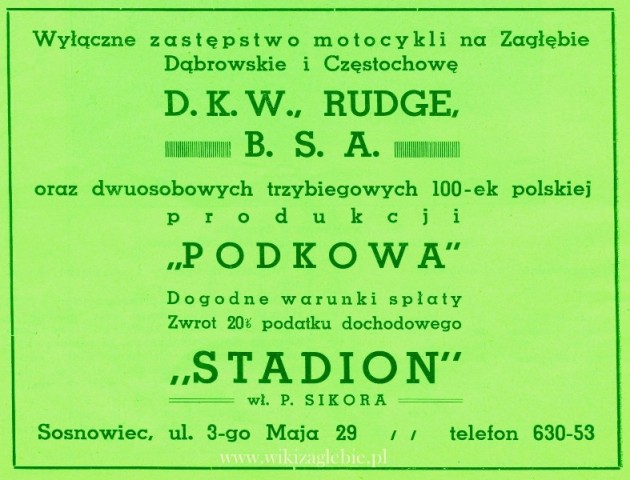 Wyłączne zastępstwo motocykli na Zagłębie
Dąbrowskie i Częstochowę
D. K. W., RUDGE,
B. S. A.
oraz dwuosobowych trzybiegowych 100-ek polskiej
produkcji
„PODKOWA"
Dogodne warunki spłaty
Zwrot 20% podatku dochodowego
„STADION"
wł. P. SIKORA
Sosnowiec, ul. 3-go Maja 29 // telefon 630-53
www.wikizaglebie.pl